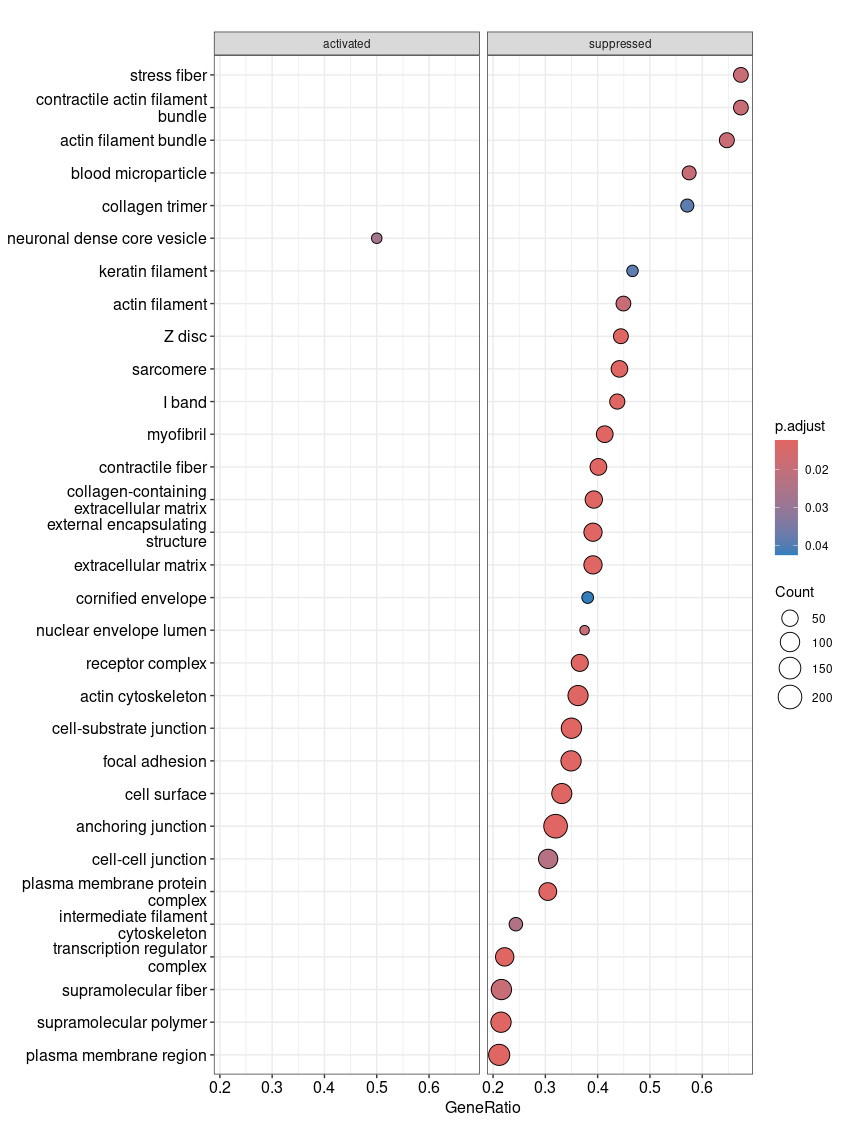 activated
suppressed
stress fiber
contractile actin filament
bundle
actin filament bundle
blood microparticle
collagen trimer
neuronal dense core vesicle
keratin filament
actin filament
Z disc
sarcomere
I band
myofibril
contractile fiber
collagen-containing
extracellular matrix
external encapsulating
structure
extracellular matrix
cornified envelope
nuclear envelope lumen
receptor complex
actin cytoskeleton
cell-substrate junction
focal adhesion
cell surface
anchoring junction
cell-cell junction
plasma membrane protein
complex
intermediate filament
cytoskeleton
transcription regulator
complex
supramolecular fiber
supramolecular polymer
plasma membrane region
0.2 0.3 0.4 0.5 0.6
0.2 0.3 0.4 0.5 0.6
GeneRatio
p.adjust
0.02
0.03
0.04
Count
50
100
150
200